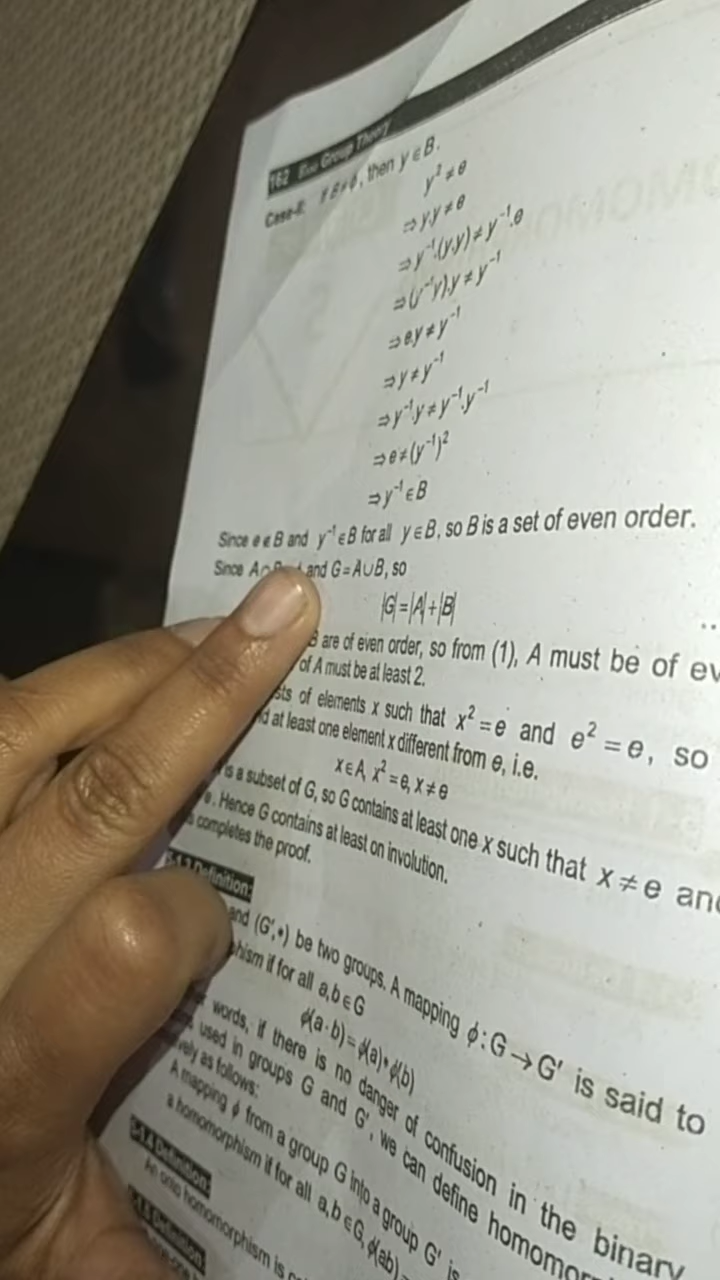 162 Group Theory
Case-II: If B≠ϕ, then y∈B.
y²≠e
⇒y.y≠e
⇒y⁻¹.(y.y)≠y⁻¹.e
⇒(y⁻¹y).y≠y⁻¹
⇒e.y≠y⁻¹
⇒y≠y⁻¹
⇒y⁻¹.y≠y⁻¹.y⁻¹
⇒e≠(y⁻¹)²
⇒y⁻¹∈B
Since e∉B and y⁻¹∈B for all y∈B, so B is a set of even order.
Since A∩ and G=A∪B, so
|G|=|A|+|B| ..
B are of even order, so from (1), A must be of ev
of A must be at least 2.
sts of elements x such that x²=e and e²=e, so
at least one element x different from e, i.e.
x∈A, x²=e, x≠e
is a subset of G, so G contains at least one x such that x≠e and
e. Hence G contains at least on involution.
completes the proof.
Definition:
and (G′,•) be two groups. A mapping ϕ:G→G′ is said to
hism if for all a,b∈G
ϕ(a·b)=ϕ(a)•ϕ(b)
words, if there is no danger of confusion in the binary
used in groups G and G′, we can define homomor
vely as follows:
A mapping ϕ from a group G into a group G′ is
a homomorphism if for all a,b∈G, ϕ(ab)=
Definition:
An onto homomorphism is
Definition: